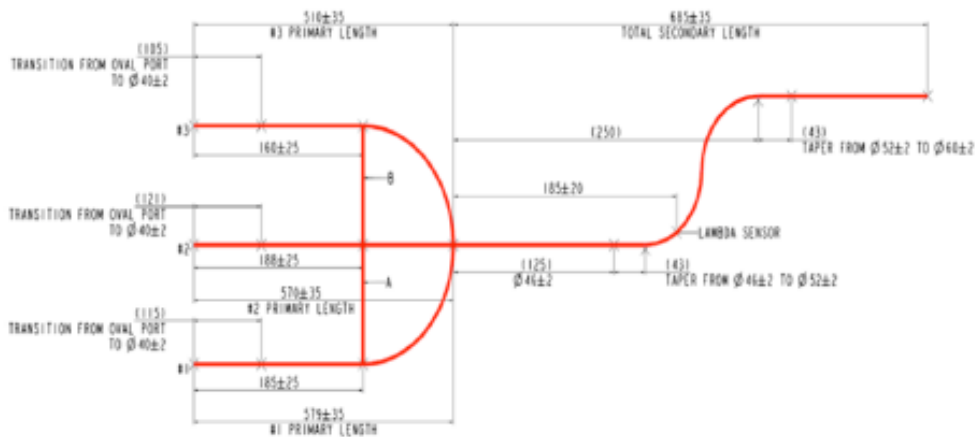 510±35
#3 PRIMARY LENGTH
685±35
TOTAL SECONDARY LENGTH
(105)
TRANSITION FROM OVAL PORT
TO Ø40±2
#3
160±25
(250)
(43)
TAPER FROM Ø52±2 TO Ø60±2
B
185±20
(121)
TRANSITION FROM OVAL PORT
TO Ø40±2
LAMBDA SENSOR
#2
188±25
A
(125)
Ø46±2
(43)
TAPER FROM Ø46±2 TO Ø52±2
570±35
#2 PRIMARY LENGTH
(115)
TRANSITION FROM OVAL PORT
TO Ø40±2
#1
185±25
579±35
#1 PRIMARY LENGTH